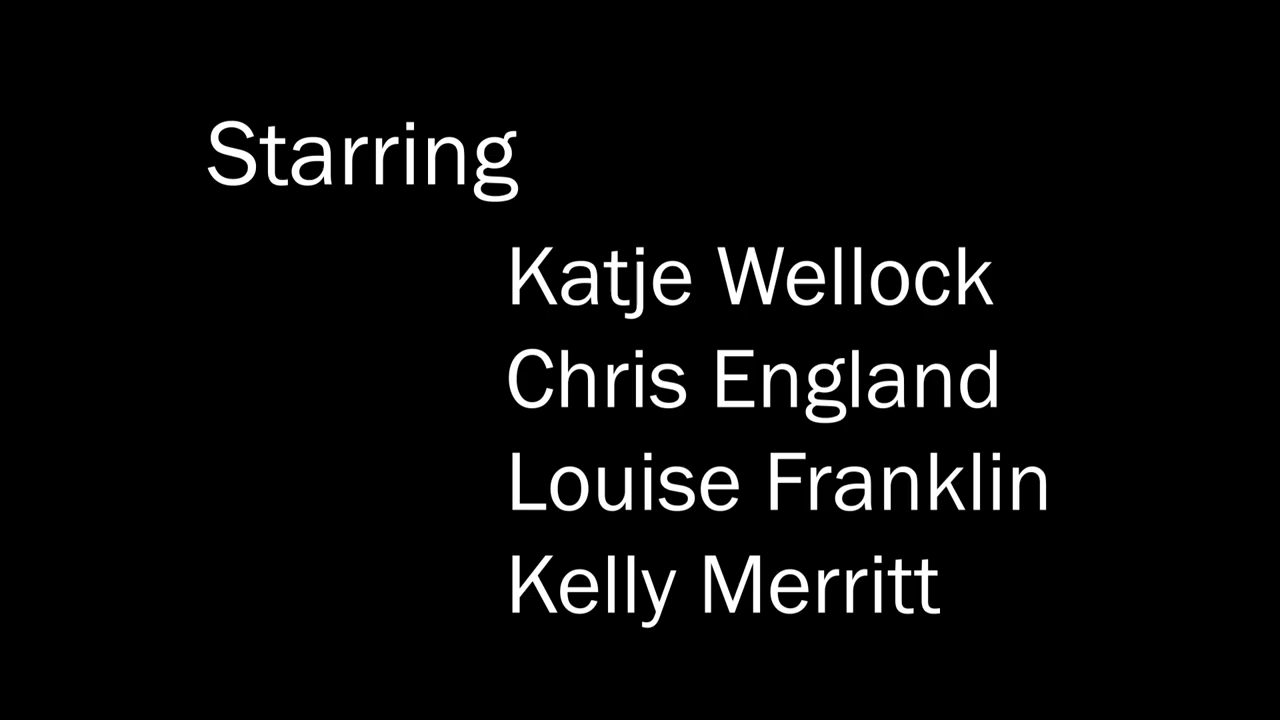 Starring
Katje Wellock
Chris England
Louise Franklin
Kelly Merritt